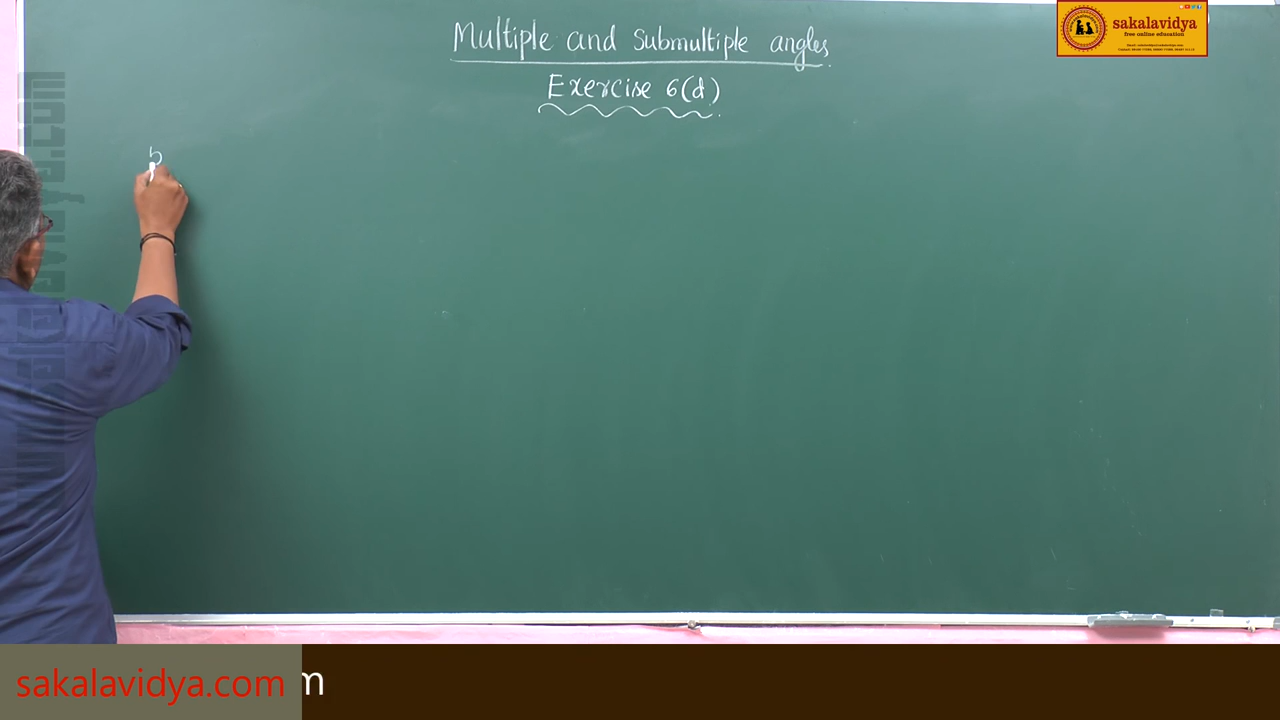 Multiple and Submultiple angles.
Exercise 6(d).
sakalavidya
free online education
sakalavidya.com
m